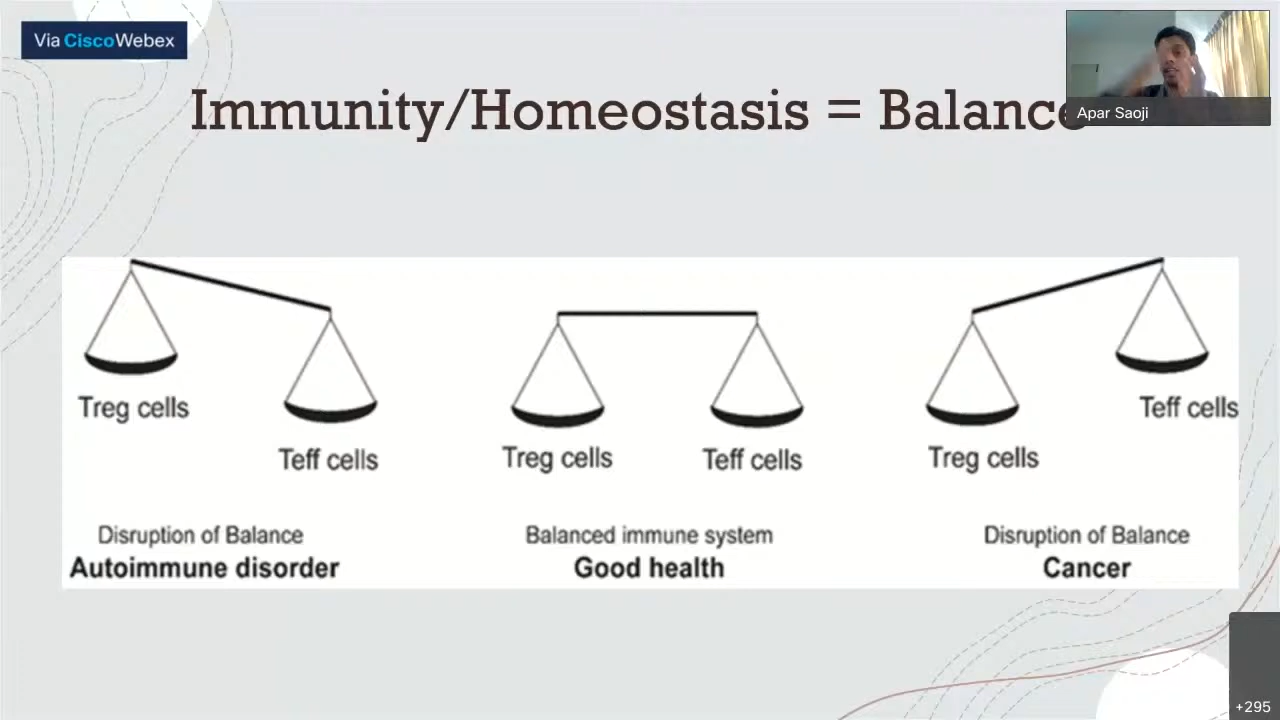 Via CiscoWebex
Immunity/Homeostasis = Balance
Apar Saoji
Treg cells
Teff cells
Disruption of Balance
Autoimmune disorder
Treg cells
Teff cells
Balanced immune system
Good health
Treg cells
Teff cells
Disruption of Balance
Cancer
+295